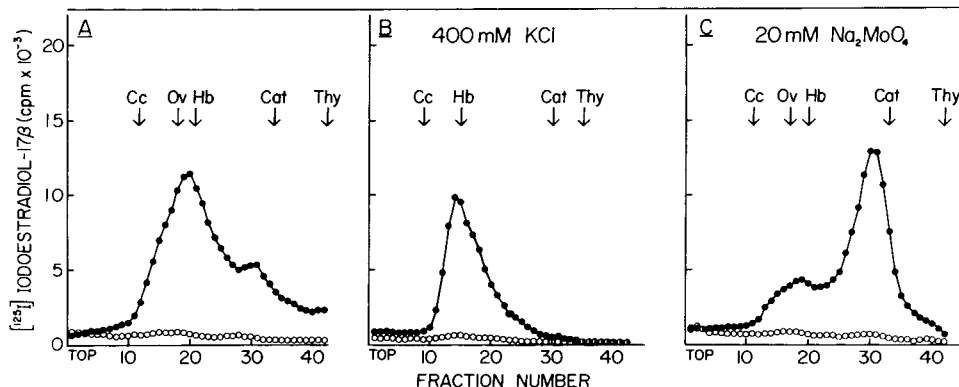 A
B
C
400 mM KCl
20 mM Na₂MoO₄
20
15
10
5
0
Cc Ov Hb Cat Thy
Cc Hb Cat Thy
Cc Ov Hb Cat Thy
[¹²⁵I] IODOESTRADIOL-17β (cpm x 10⁻³)
TOP 10 20 30 40
TOP 10 20 30 40
TOP 10 20 30 40
FRACTION NUMBER